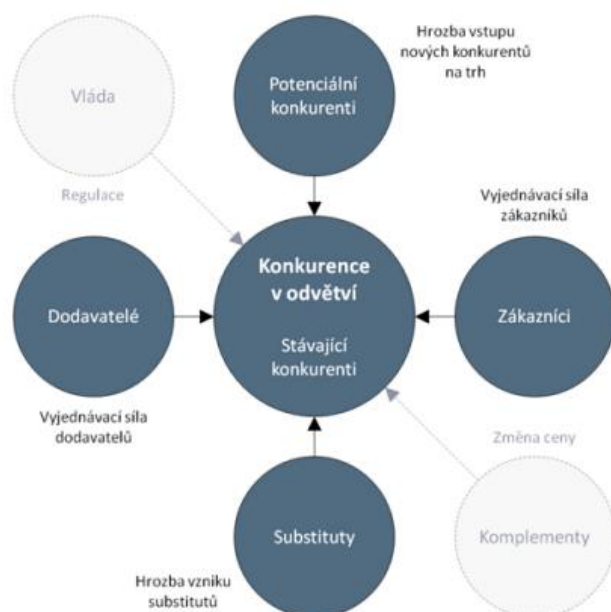 Hrozba vstupu
nových konkurentů
na trh
Vláda
Potenciální
konkurenti
Regulace
Vyjednávací síla
zákazníků
Konkurence
v odvětví
Dodavatelé
Zákazníci
Stávající
konkurenti
Vyjednávací síla
dodavatelů
Změna ceny
Substituty
Komplementy
Hrozba vzniku
substitutů